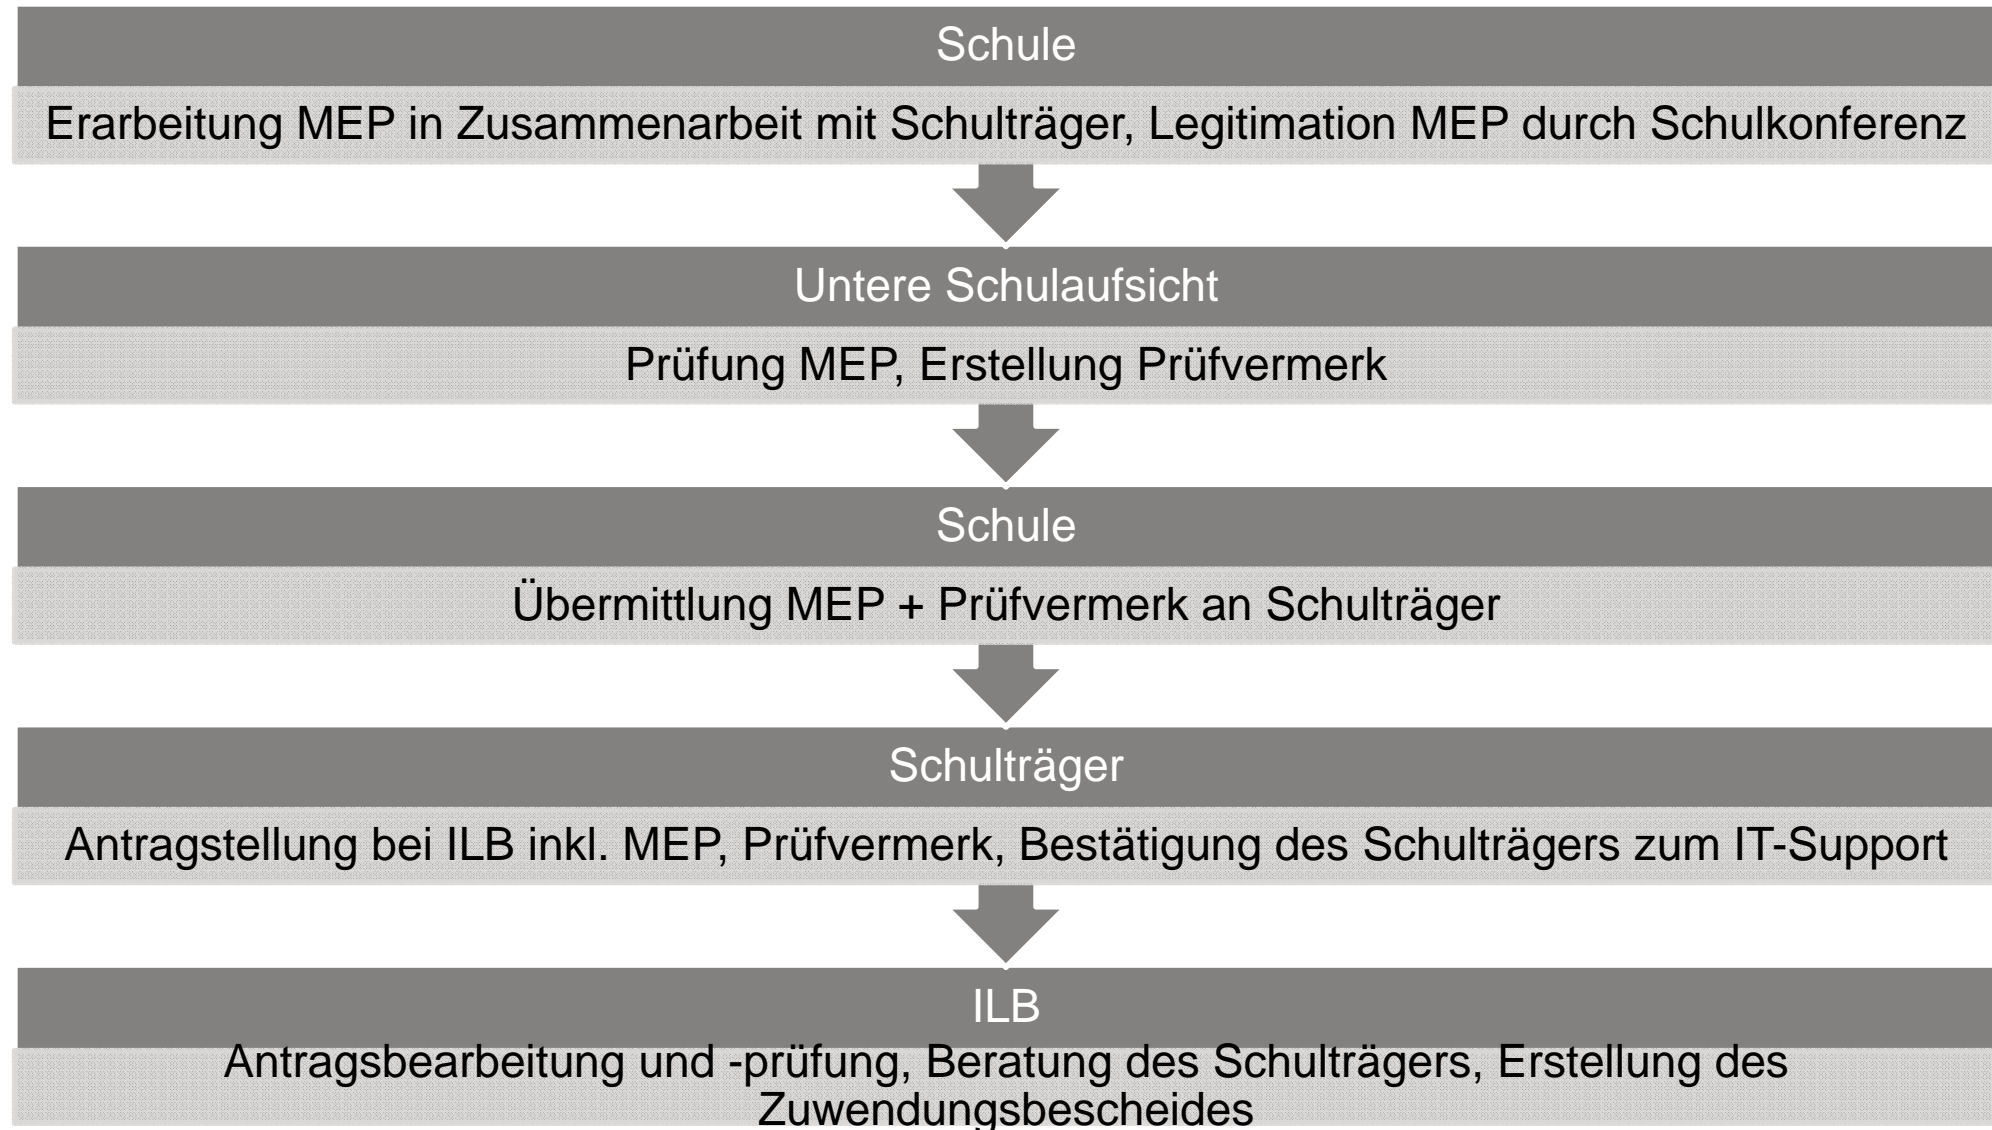 Schule
Erarbeitung MEP in Zusammenarbeit mit Schulträger, Legitimation MEP durch Schulkonferenz
Untere Schulaufsicht
Prüfung MEP, Erstellung Prüfvermerk
Schule
Übermittlung MEP + Prüfvermerk an Schulträger
Schulträger
Antragstellung bei ILB inkl. MEP, Prüfvermerk, Bestätigung des Schulträgers zum IT-Support
ILB
Antragsbearbeitung und -prüfung, Beratung des Schulträgers, Erstellung des
Zuwendungsbescheides